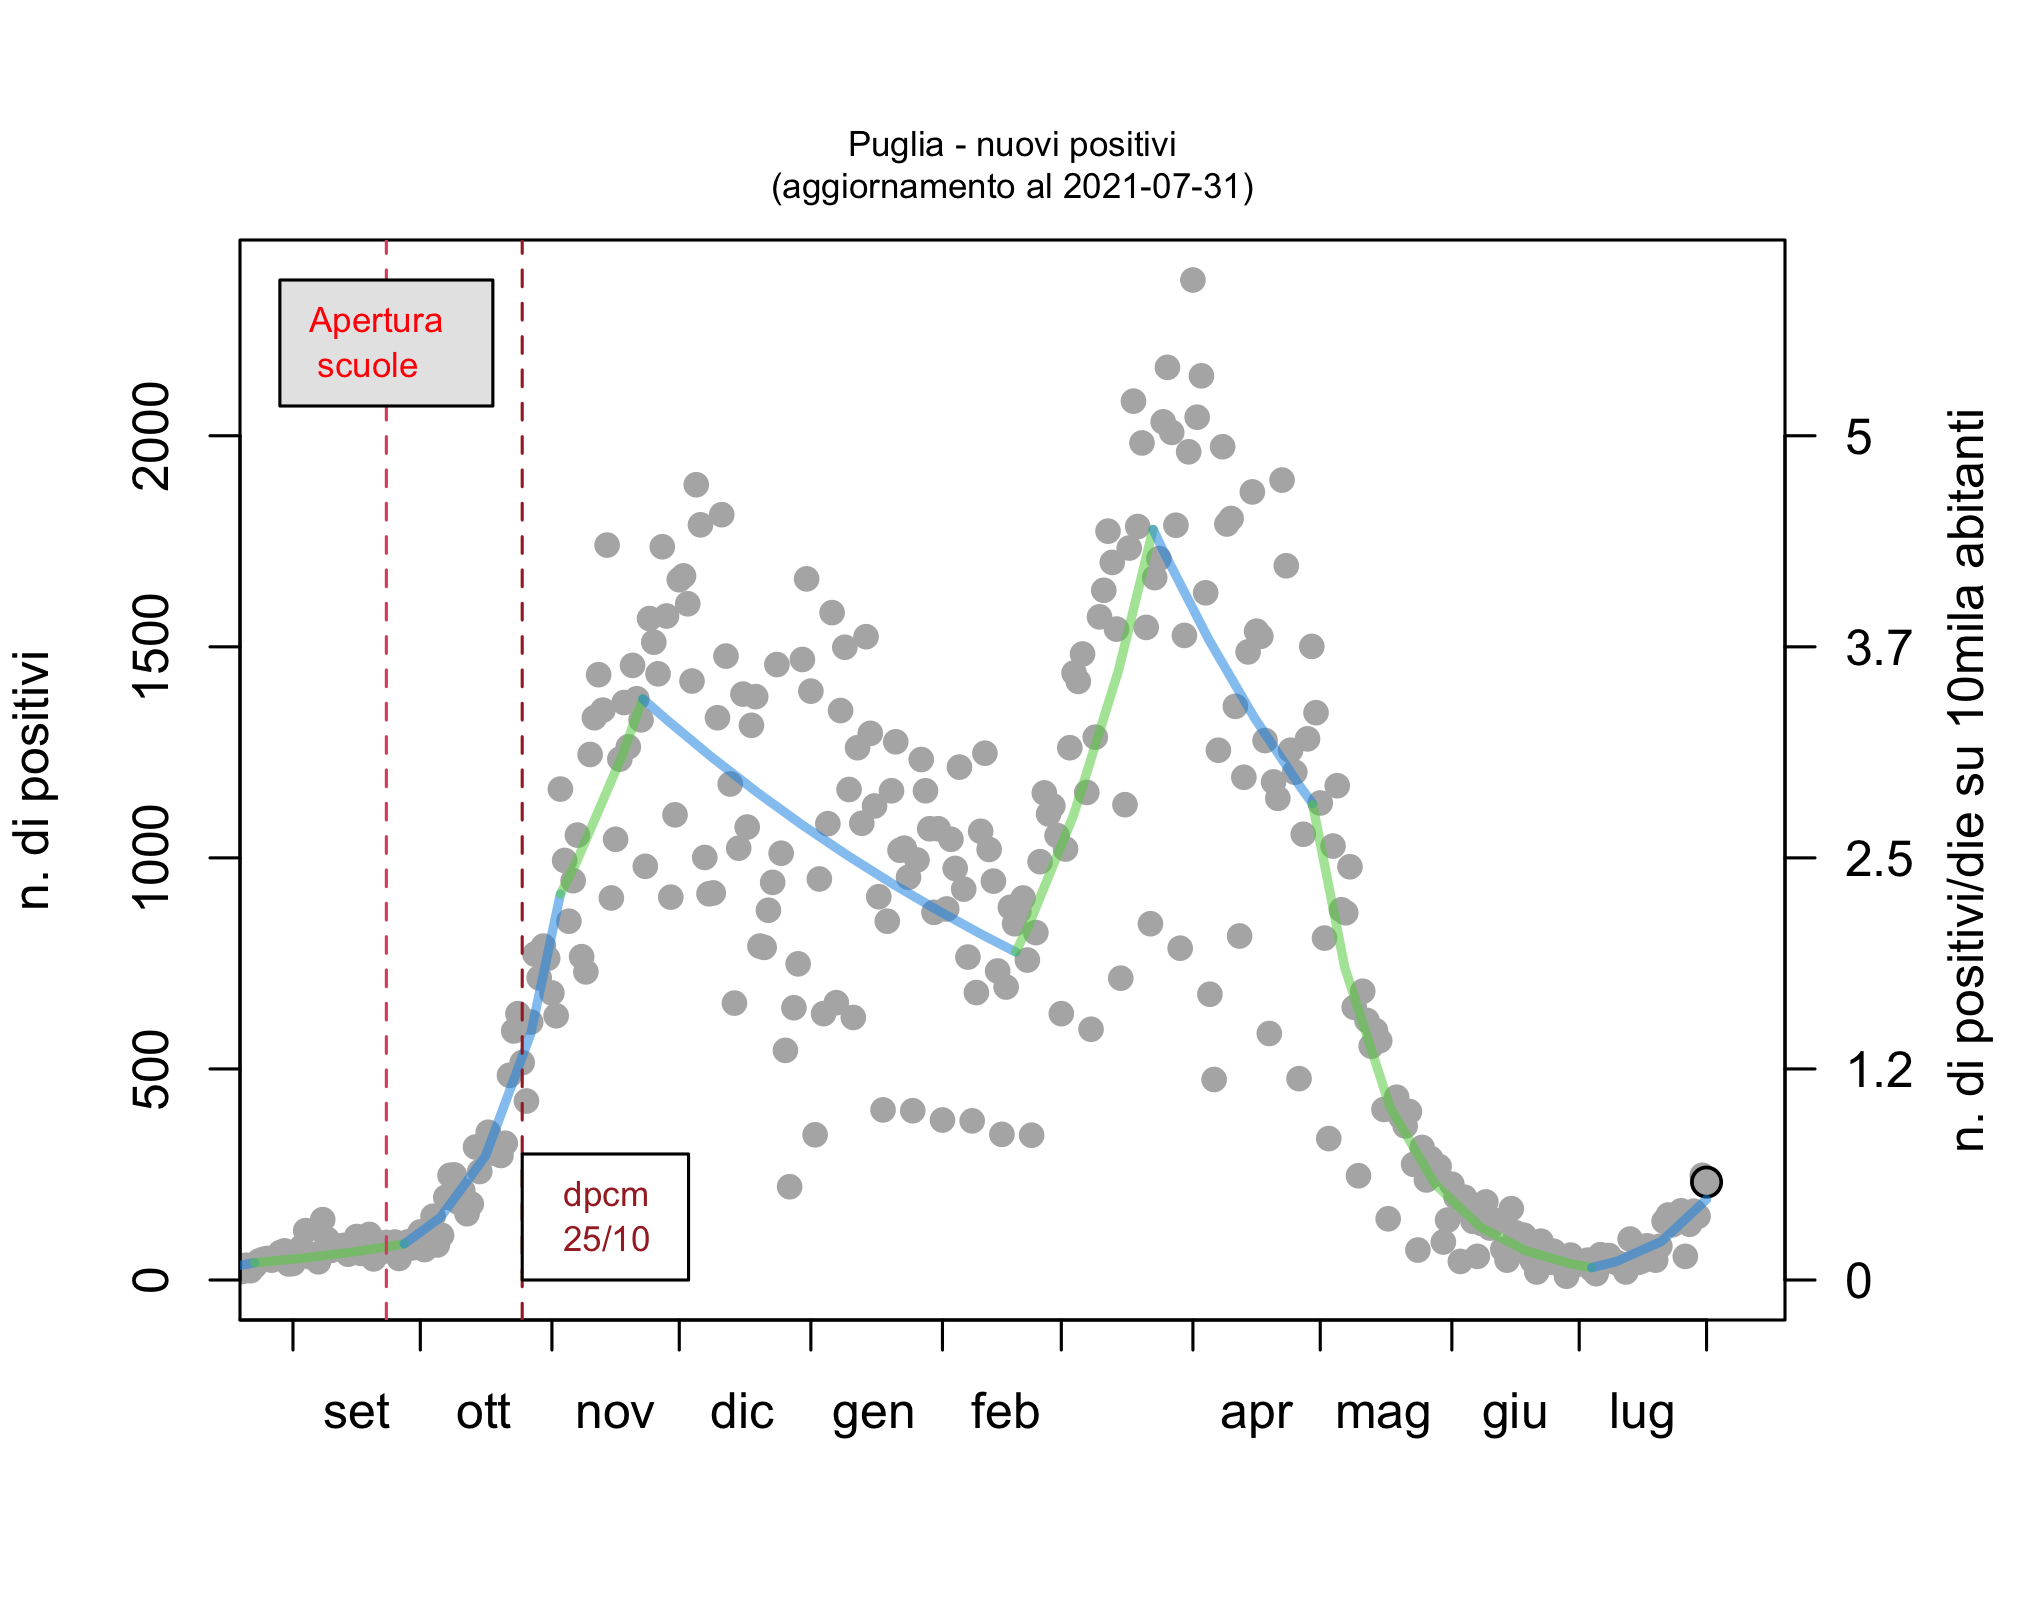 Puglia - nuovi positivi
(aggiornamento al 2021-07-31)
Apertura
scuole
dpcm
25/10
n. di positivi
0
500
1000
1500
2000
n. di positivi/die su 10mila abitanti
5
3.7
2.5
1.2
0
set ott nov dic gen feb apr mag giu lug